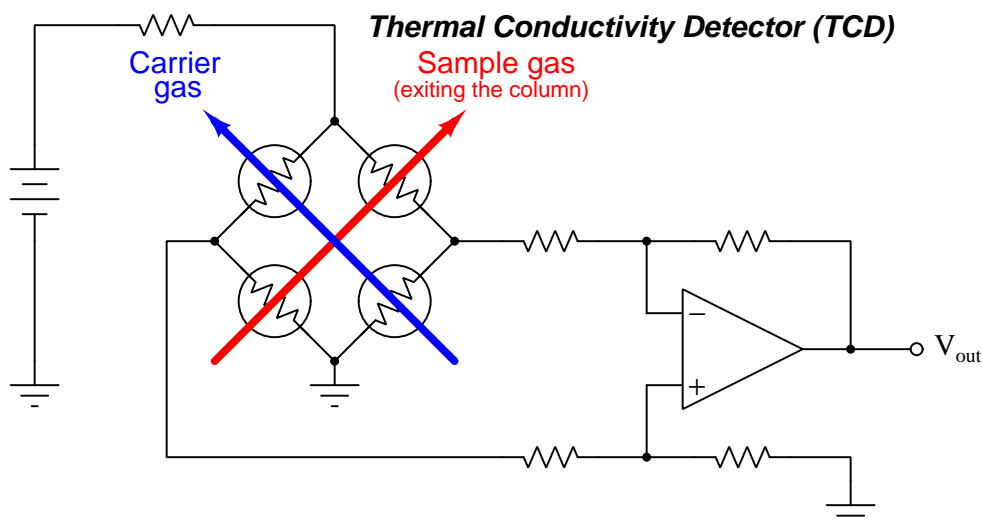 Thermal Conductivity Detector (TCD)
Carrier
gas
Sample gas
(exiting the column)
−
+
Vout